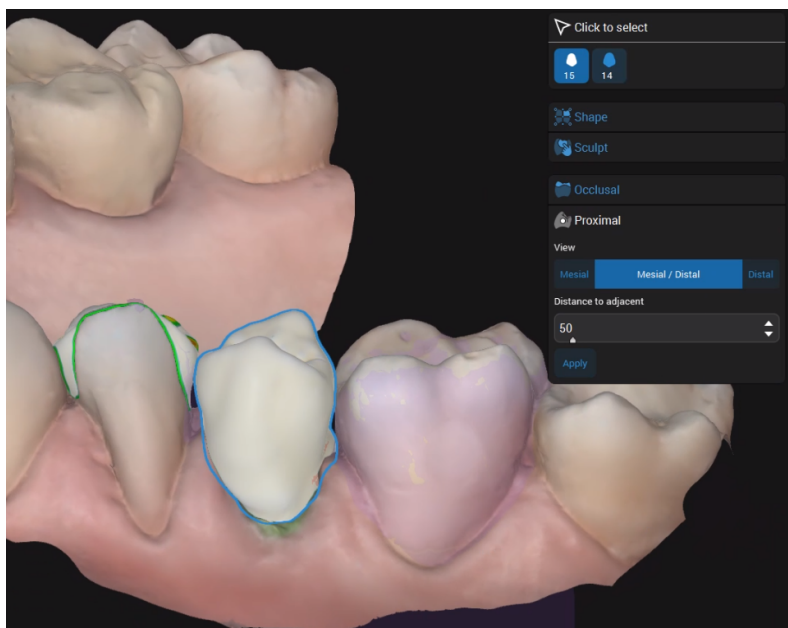 Click to select
15 14
Shape
Sculpt
Occlusal
Proximal
View
Mesial Mesial / Distal Distal
Distance to adjacent
50
Apply